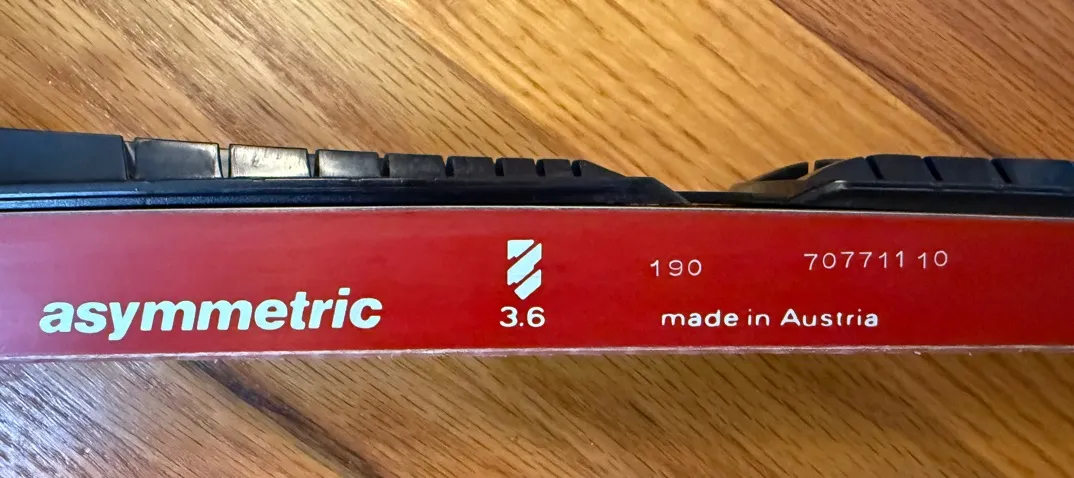 190 70771110
asymmetric
3.6
made in Austria